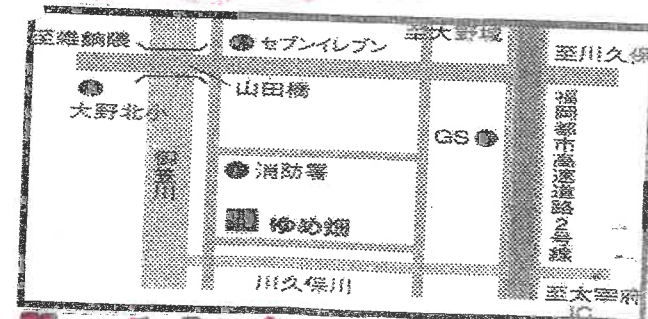 至雑餉隈
セブンイレブン
至大野城
至川久保
山田橋
大野北小
御笠川
GS
福岡都市高速道路2号線
消防署
ゆめ畑
川久保川
至太宰府
IC